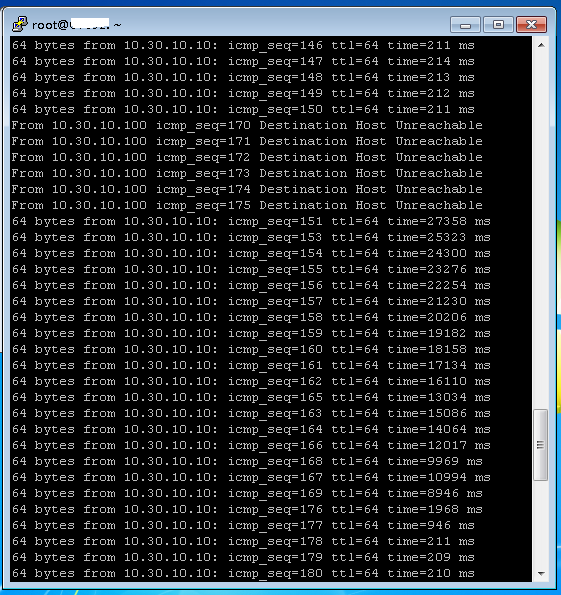 root@
64 bytes from 10.30.10.10: icmp_seq=146 ttl=64 time=211 ms
64 bytes from 10.30.10.10: icmp_seq=147 ttl=64 time=214 ms
64 bytes from 10.30.10.10: icmp_seq=148 ttl=64 time=213 ms
64 bytes from 10.30.10.10: icmp_seq=149 ttl=64 time=212 ms
64 bytes from 10.30.10.10: icmp_seq=150 ttl=64 time=211 ms
From 10.30.10.100 icmp_seq=170 Destination Host Unreachable
From 10.30.10.100 icmp_seq=171 Destination Host Unreachable
From 10.30.10.100 icmp_seq=172 Destination Host Unreachable
From 10.30.10.100 icmp_seq=173 Destination Host Unreachable
From 10.30.10.100 icmp_seq=174 Destination Host Unreachable
From 10.30.10.100 icmp_seq=175 Destination Host Unreachable
64 bytes from 10.30.10.10: icmp_seq=151 ttl=64 time=27358 ms
64 bytes from 10.30.10.10: icmp_seq=153 ttl=64 time=25323 ms
64 bytes from 10.30.10.10: icmp_seq=154 ttl=64 time=24300 ms
64 bytes from 10.30.10.10: icmp_seq=155 ttl=64 time=23276 ms
64 bytes from 10.30.10.10: icmp_seq=156 ttl=64 time=22254 ms
64 bytes from 10.30.10.10: icmp_seq=157 ttl=64 time=21230 ms
64 bytes from 10.30.10.10: icmp_seq=158 ttl=64 time=20206 ms
64 bytes from 10.30.10.10: icmp_seq=159 ttl=64 time=19182 ms
64 bytes from 10.30.10.10: icmp_seq=160 ttl=64 time=18158 ms
64 bytes from 10.30.10.10: icmp_seq=161 ttl=64 time=17134 ms
64 bytes from 10.30.10.10: icmp_seq=162 ttl=64 time=16110 ms
64 bytes from 10.30.10.10: icmp_seq=165 ttl=64 time=13034 ms
64 bytes from 10.30.10.10: icmp_seq=163 ttl=64 time=15086 ms
64 bytes from 10.30.10.10: icmp_seq=164 ttl=64 time=14064 ms
64 bytes from 10.30.10.10: icmp_seq=166 ttl=64 time=12017 ms
64 bytes from 10.30.10.10: icmp_seq=168 ttl=64 time=9969 ms
64 bytes from 10.30.10.10: icmp_seq=167 ttl=64 time=10994 ms
64 bytes from 10.30.10.10: icmp_seq=169 ttl=64 time=8946 ms
64 bytes from 10.30.10.10: icmp_seq=176 ttl=64 time=1968 ms
64 bytes from 10.30.10.10: icmp_seq=177 ttl=64 time=946 ms
64 bytes from 10.30.10.10: icmp_seq=178 ttl=64 time=211 ms
64 bytes from 10.30.10.10: icmp_seq=179 ttl=64 time=209 ms
64 bytes from 10.30.10.10: icmp_seq=180 ttl=64 time=210 ms